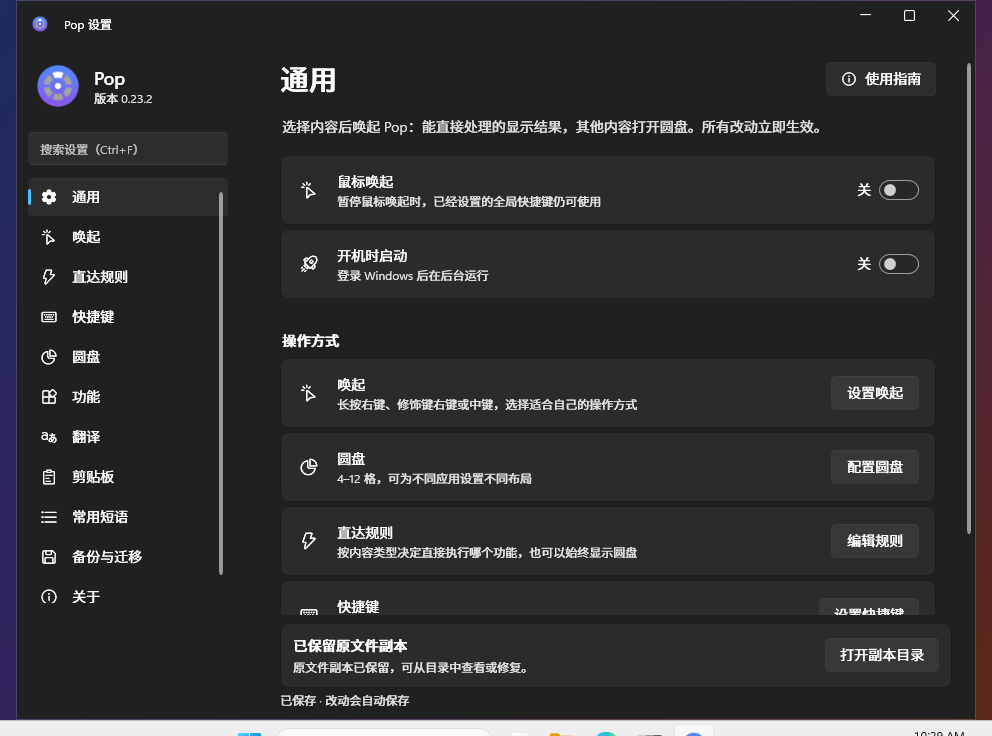 Pop 设置
Pop
版本 0.23.2
搜索设置（Ctrl+F）
通用
唤起
直达规则
快捷键
圆盘
功能
翻译
剪贴板
常用短语
备份与迁移
关于
通用
使用指南
选择内容后唤起 Pop：能直接处理的显示结果，其他内容打开圆盘。所有改动立即生效。
鼠标唤起
暂停鼠标唤起时，已经设置的全局快捷键仍可使用
关
开机时启动
登录 Windows 后在后台运行
关
操作方式
唤起
长按右键、修饰键右键或中键，选择适合自己的操作方式
设置唤起
圆盘
4–12 格，可为不同应用设置不同布局
配置圆盘
直达规则
按内容类型决定直接执行哪个功能，也可以始终显示圆盘
编辑规则
快捷键
设置快捷键
已保留原文件副本
原文件副本已保留，可从目录中查看或修复。
打开副本目录
已保存 · 改动会自动保存
10:29 AM